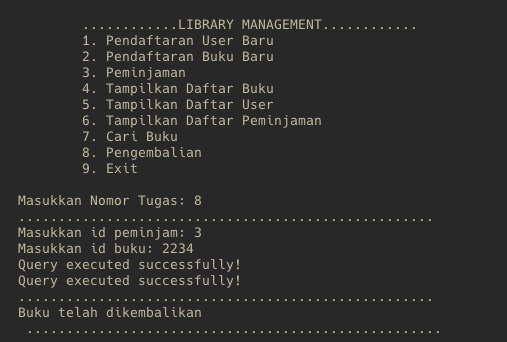 ............LIBRARY MANAGEMENT............
1. Pendaftaran User Baru
2. Pendaftaran Buku Baru
3. Peminjaman
4. Tampilkan Daftar Buku
5. Tampilkan Daftar User
6. Tampilkan Daftar Peminjaman
7. Cari Buku
8. Pengembalian
9. Exit
Masukkan Nomor Tugas: 8
....................................................
Masukkan id peminjam: 3
Masukkan id buku: 2234
Query executed successfully!
Query executed successfully!
....................................................
Buku telah dikembalikan
....................................................